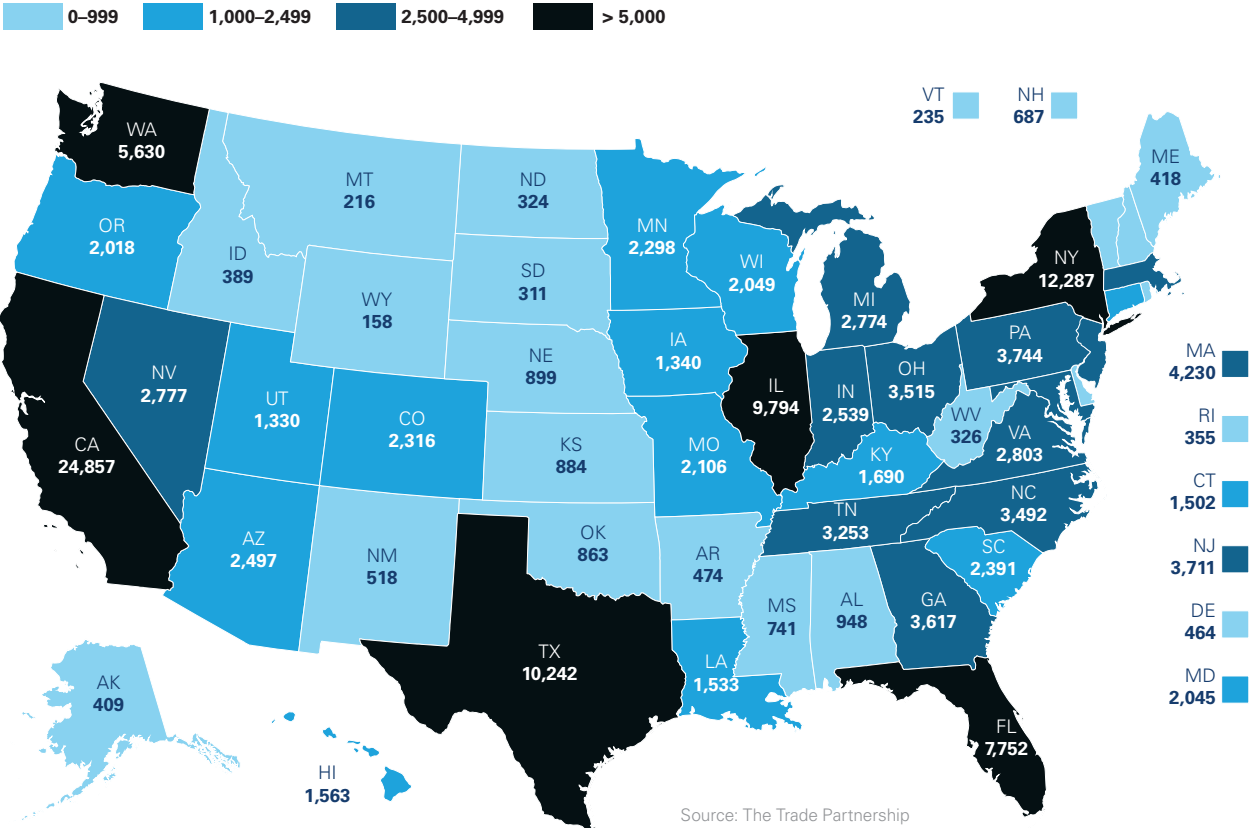 0–999
1,000–2,499
2,500–4,999
> 5,000
VT
235
NH
687
WA
5,630
ME
418
MT
216
ND
324
OR
2,018
MN
2,298
ID
389
WI
2,049
NY
12,287
SD
311
WY
158
MI
2,774
PA
3,744
IA
1,340
MA
4,230
NE
899
OH
3,515
NV
2,777
IL
9,794
IN
2,539
UT
1,330
CO
2,316
WV
326
RI
355
VA
2,803
CA
24,857
KS
884
MO
2,106
KY
1,690
CT
1,502
NC
3,492
TN
3,253
AZ
2,497
OK
863
NM
518
AR
474
SC
2,391
NJ
3,711
MS
741
AL
948
GA
3,617
DE
464
TX
10,242
LA
1,533
MD
2,045
AK
409
FL
7,752
HI
1,563
Source: The Trade Partnership